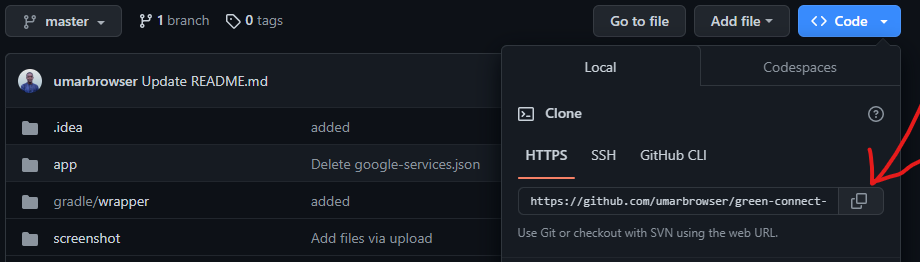 master 1 branch 0 tags Go to file Add file Code
Local Codespaces
umarbrowser Update README.md
Clone
.idea added
HTTPS SSH GitHub CLI
app Delete google-services.json
https://github.com/umarbrowser/green-connect-
gradle/wrapper added
Use Git or checkout with SVN using the web URL.
screenshot Add files via upload